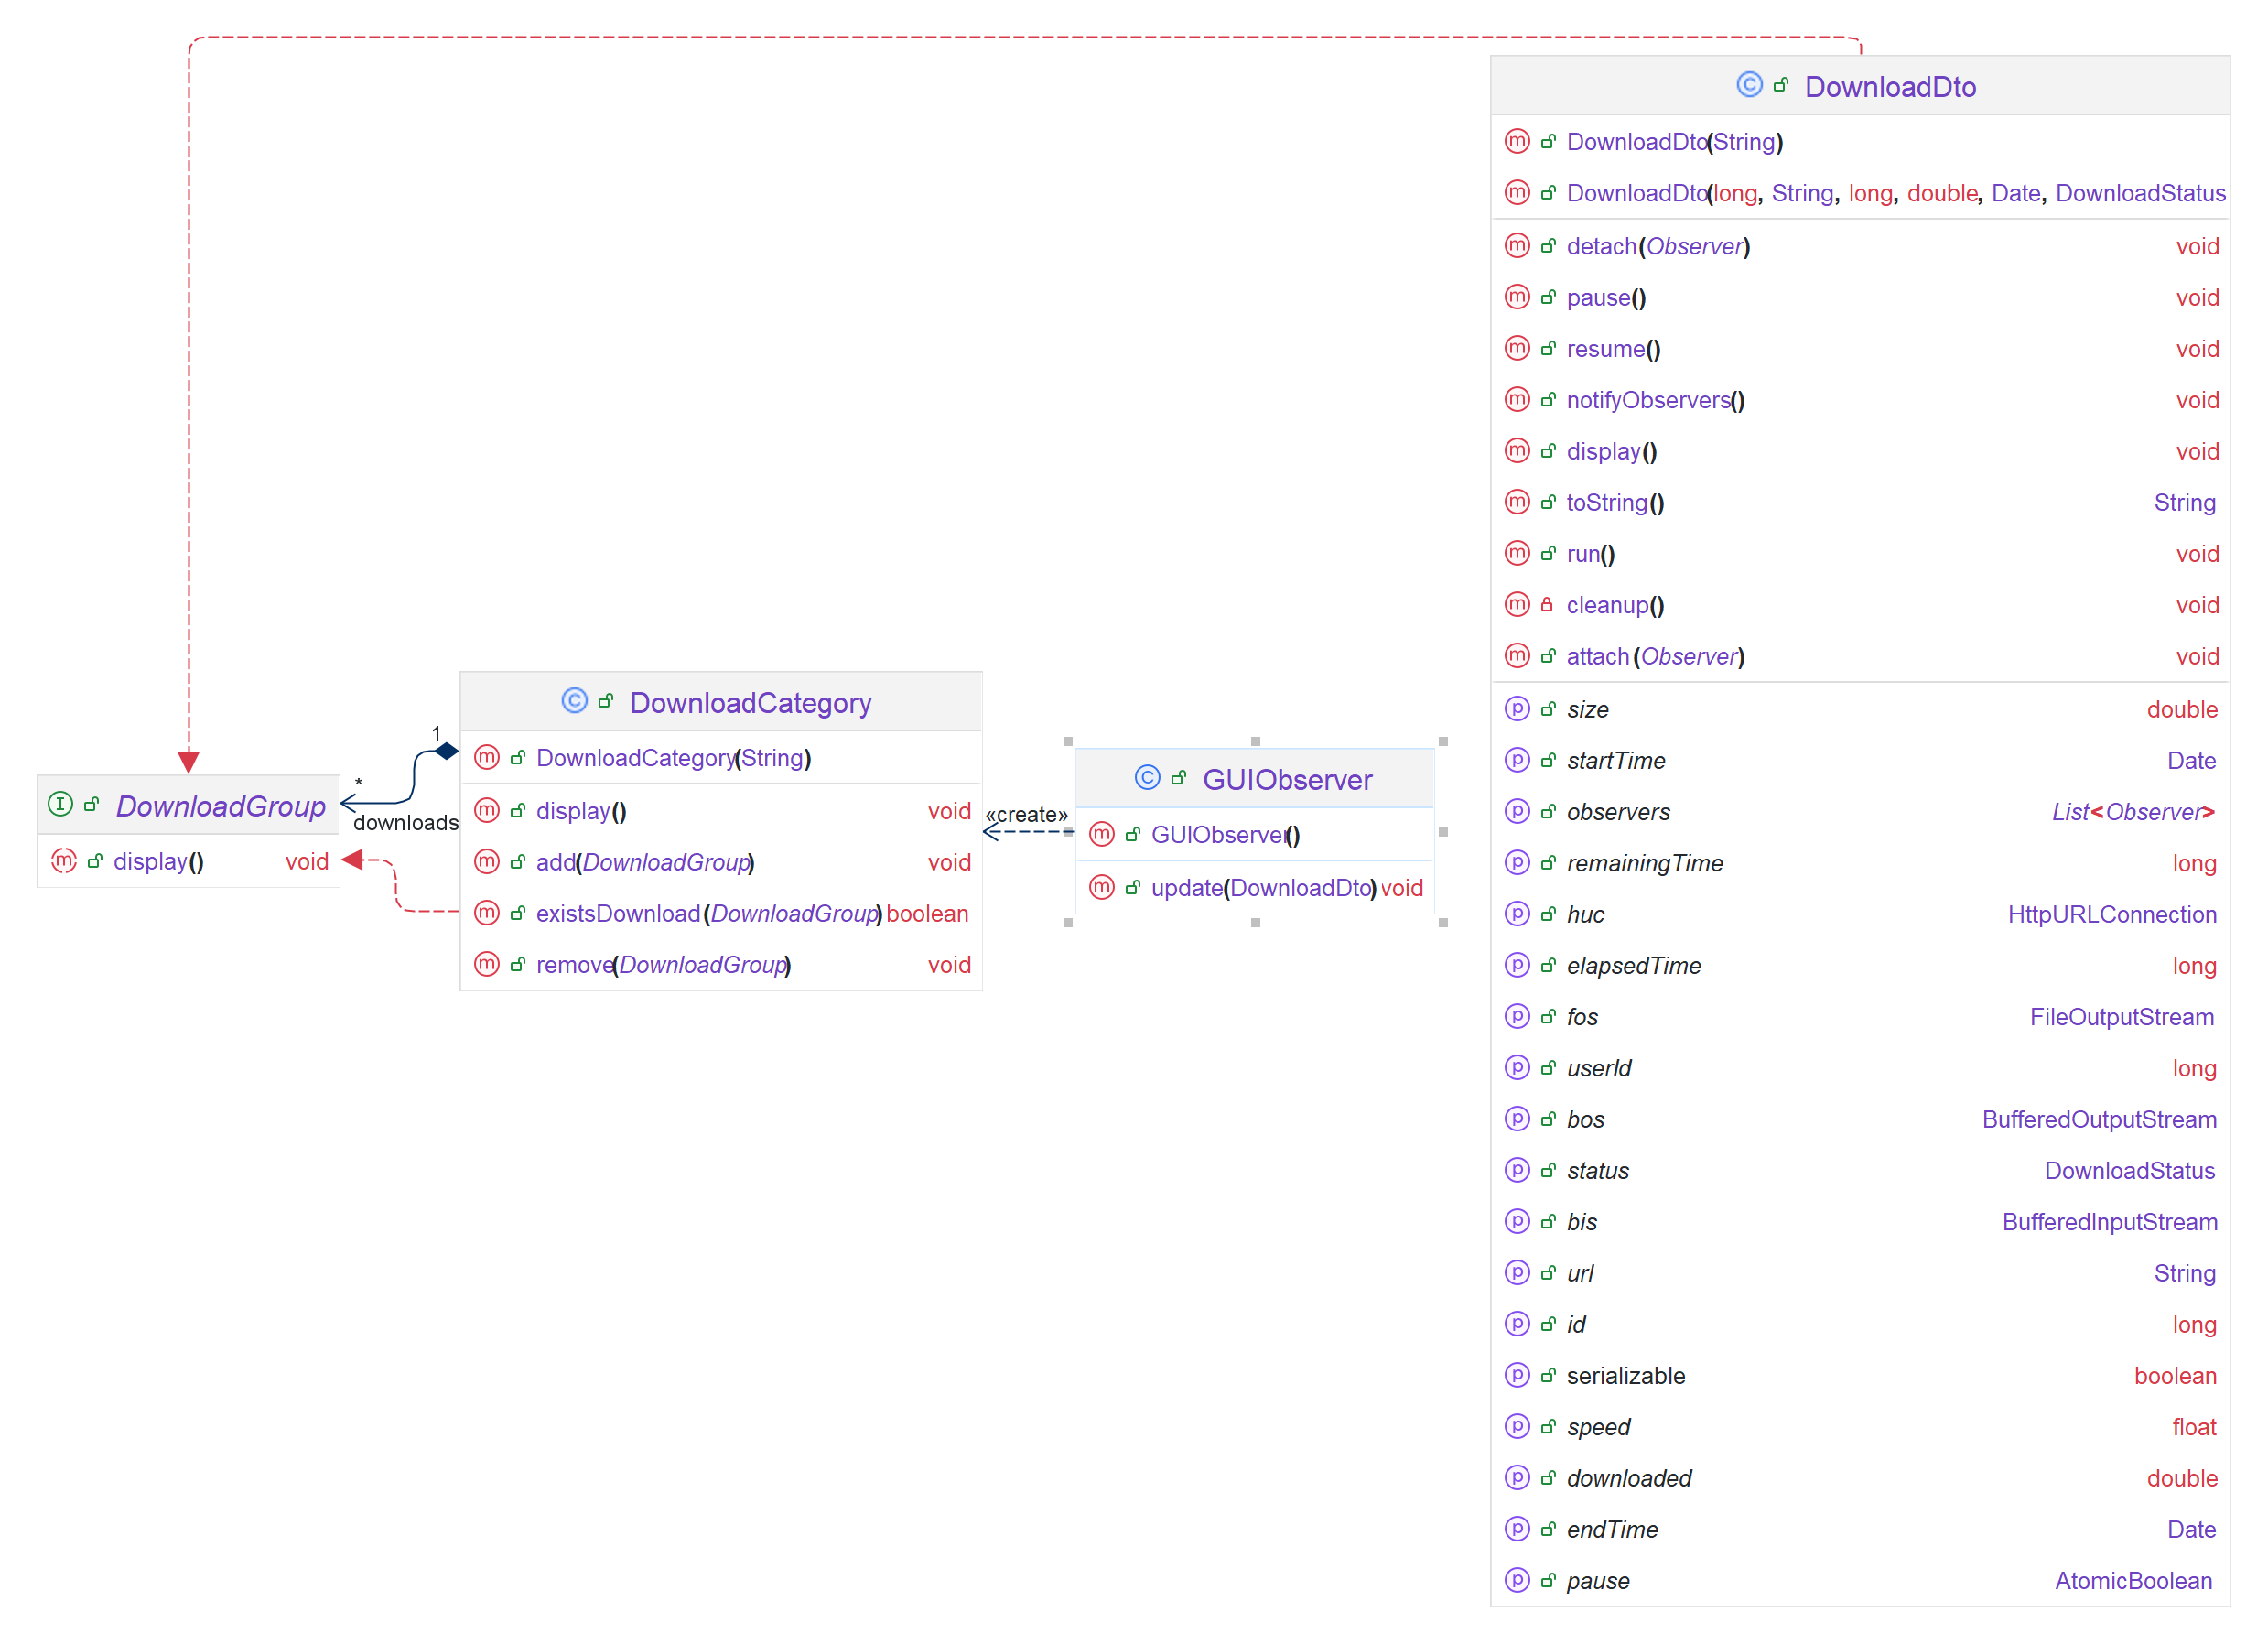 DownloadDto
DownloadDto(String)
DownloadDto(long, String, long, double, Date, DownloadStatus
detach(Observer) void
pause() void
resume() void
notifyObservers() void
display() void
toString() String
run() void
cleanup() void
attach(Observer) void
size double
startTime Date
observers List<Observer>
remainingTime long
huc HttpURLConnection
elapsedTime long
fos FileOutputStream
userId long
bos BufferedOutputStream
status DownloadStatus
bis BufferedInputStream
url String
id long
serializable boolean
speed float
downloaded double
endTime Date
pause AtomicBoolean
DownloadCategory
DownloadCategory(String)
display() void
add(DownloadGroup) void
existsDownload(DownloadGroup) boolean
remove(DownloadGroup) void
1
*
downloads
DownloadGroup
display() void
«create»
GUIObserver
GUIObserver()
update(DownloadDto) void